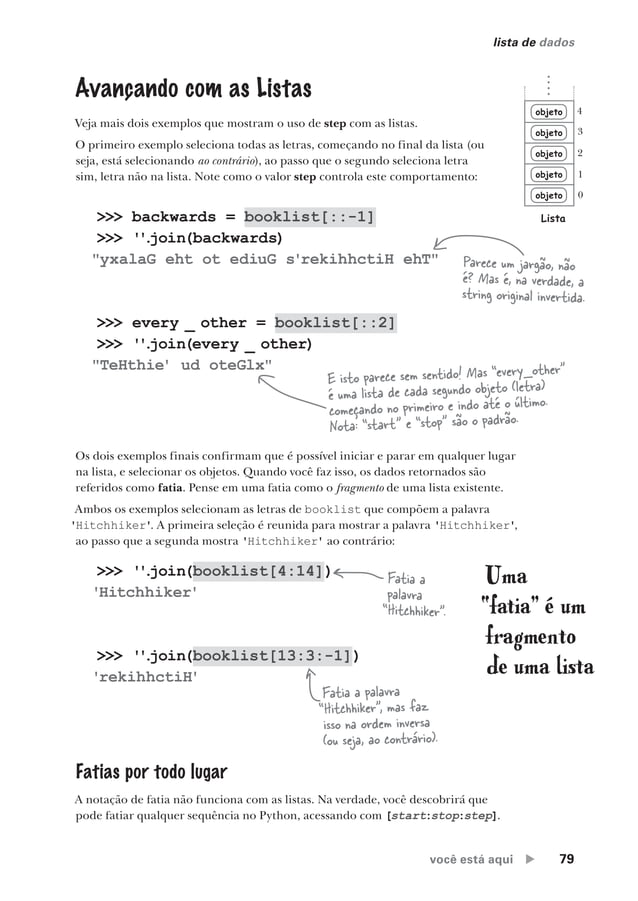 lista de dados
Avançando com as Listas
Veja mais dois exemplos que mostram o uso de step com as listas.
O primeiro exemplo seleciona todas as letras, começando no final da lista (ou
seja, está selecionando ao contrário), ao passo que o segundo seleciona letra
sim, letra não na lista. Note como o valor step controla este comportamento:
objeto 4
objeto 3
objeto 2
objeto 1
objeto 0
Lista
>>> backwards = booklist[::-1]
>>> ''.join(backwards)
"yxalaG eht ot ediuG s'rekihhctiH ehT"
Parece um jargão, não
é? Mas é, na verdade, a
string original invertida.
>>> every _ other = booklist[::2]
>>> ''.join(every _ other)
"TeHthie' ud oteGlx"
E isto parece sem sentido! Mas "every_other"
é uma lista de cada segundo objeto (letra)
começando no primeiro e indo até o último.
Nota: "start" e "stop" são o padrão.
Os dois exemplos finais confirmam que é possível iniciar e parar em qualquer lugar
na lista, e selecionar os objetos. Quando você faz isso, os dados retornados são
referidos como fatia. Pense em uma fatia como o fragmento de uma lista existente.
Ambos os exemplos selecionam as letras de booklist que compõem a palavra
'Hitchhiker'. A primeira seleção é reunida para mostrar a palavra 'Hitchhiker',
ao passo que a segunda mostra 'Hitchhiker' ao contrário:
>>> ''.join(booklist[4:14])
'Hitchhiker'
Fatia a
palavra
"Hitchhiker".
Uma
"fatia" é um
fragmento
de uma lista
>>> ''.join(booklist[13:3:-1])
'rekihhctiH'
Fatia a palavra
"Hitchhiker", mas faz
isso na ordem inversa
(ou seja, ao contrário).
Fatias por todo lugar
A notação de fatia não funciona com as listas. Na verdade, você descobrirá que
pode fatiar qualquer sequência no Python, acessando com [start:stop:step].
você está aqui ▶ 79